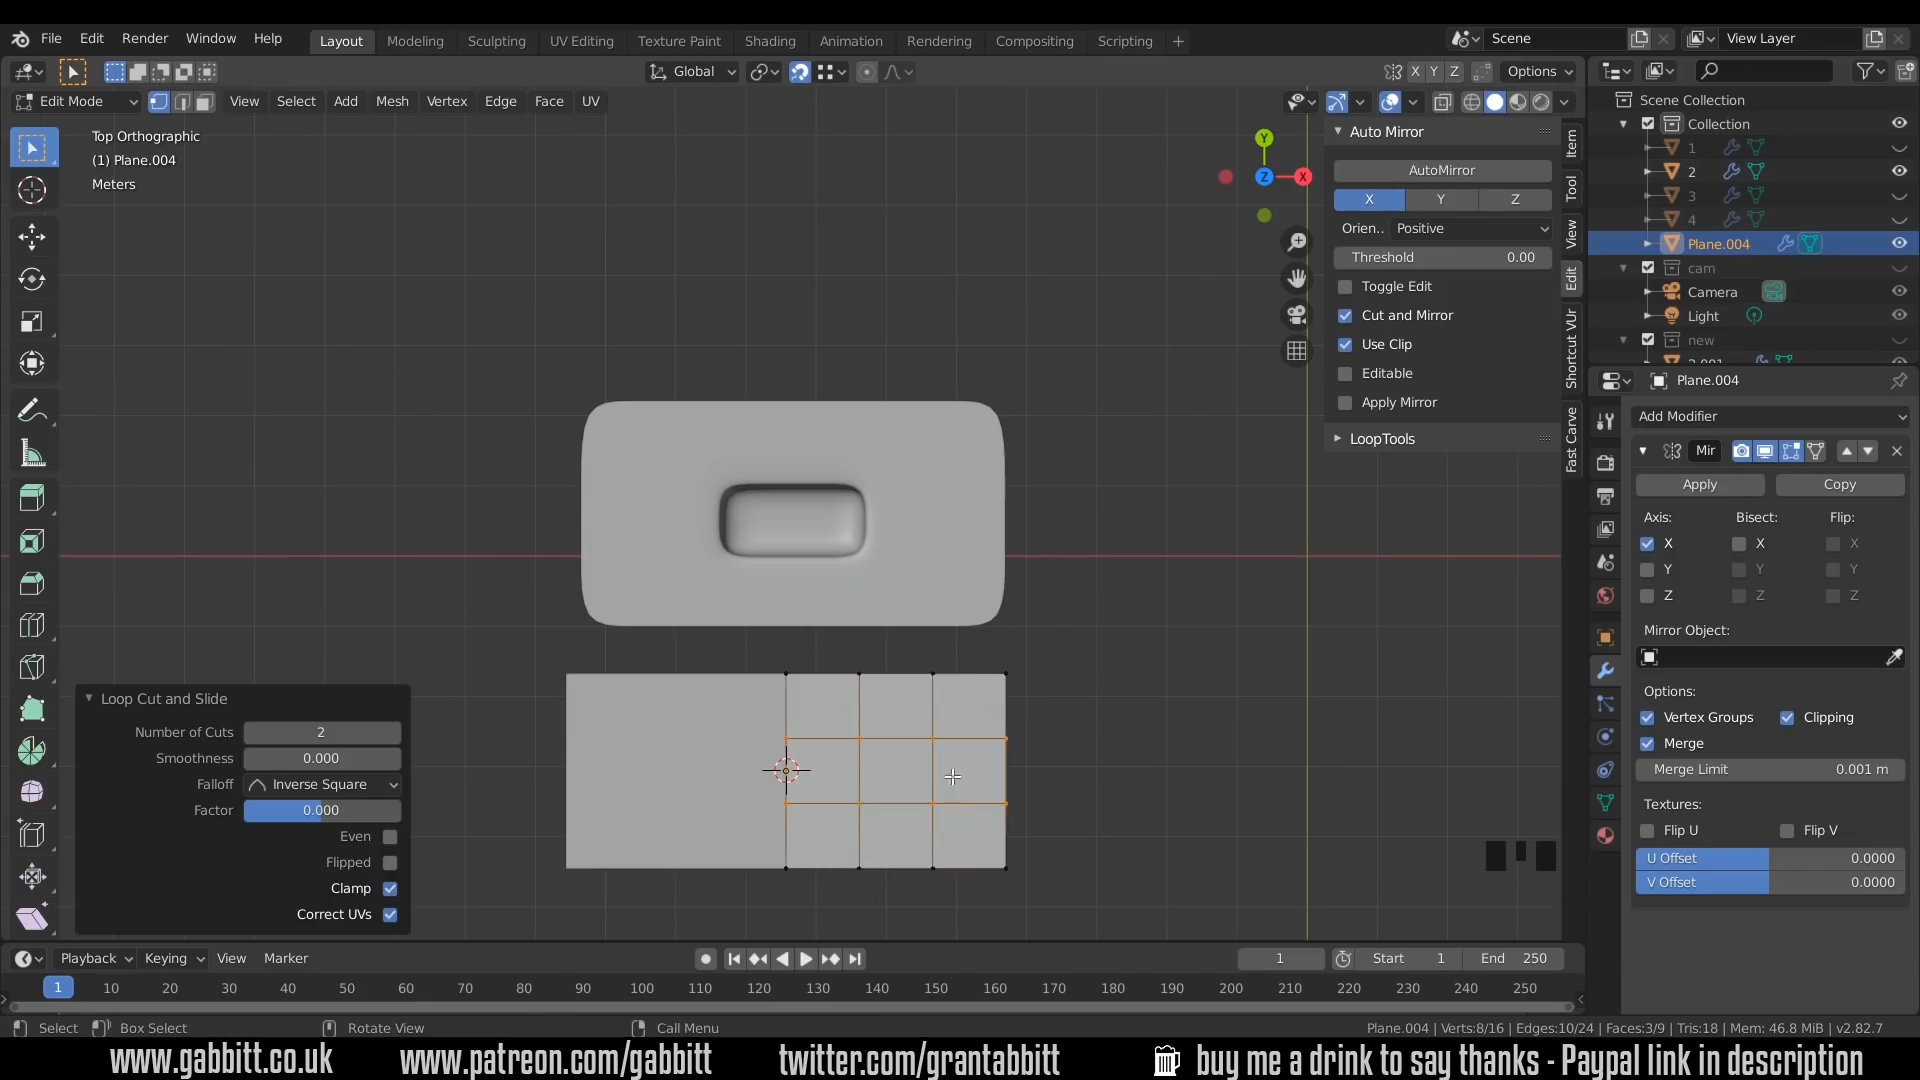 File Edit Render Window Help Layout Modeling Sculpting UV Editing Texture Paint Shading Animation Rendering Compositing Scripting + Scene View Layer
Global X Y Z Options
Edit Mode View Select Add Mesh Vertex Edge Face UV
Top Orthographic
(1) Plane.004
Meters
Y
Z X
Auto Mirror
AutoMirror
X Y Z
Orien.. Positive
Threshold 0.00
Toggle Edit
Cut and Mirror
Use Clip
Editable
Apply Mirror
LoopTools
Item
Tool
View
Edit
Shortcut VUr
Fast Carve
Scene Collection
Collection
1
2
3
4
Plane.004
cam
Camera
Light
new
Plane.004
Add Modifier
Mir
Apply Copy
Axis: Bisect: Flip:
X X X
Y Y Y
Z Z Z
Mirror Object:
Options:
Vertex Groups Clipping
Merge
Merge Limit 0.001 m
Textures:
Flip U Flip V
U Offset 0.0000
V Offset 0.0000
Loop Cut and Slide
Number of Cuts 2
Smoothness 0.000
Falloff Inverse Square
Factor 0.000
Even
Flipped
Clamp
Correct UVs
Playback Keying View Marker 1 Start 1 End 250
1 10 20 30 40 50 60 70 80 90 100 110 120 130 140 150 160 170 180 190 200 210 220 230 240 250
Select Box Select Rotate View Call Menu Plane.004 | Verts:8/16 | Edges:10/24 | Faces:3/9 | Tris:18 | Mem: 46.8 MiB | v2.82.7
www.gabbitt.co.uk www.patreon.com/gabbitt twitter.com/grantabbitt buy me a drink to say thanks - Paypal link in description